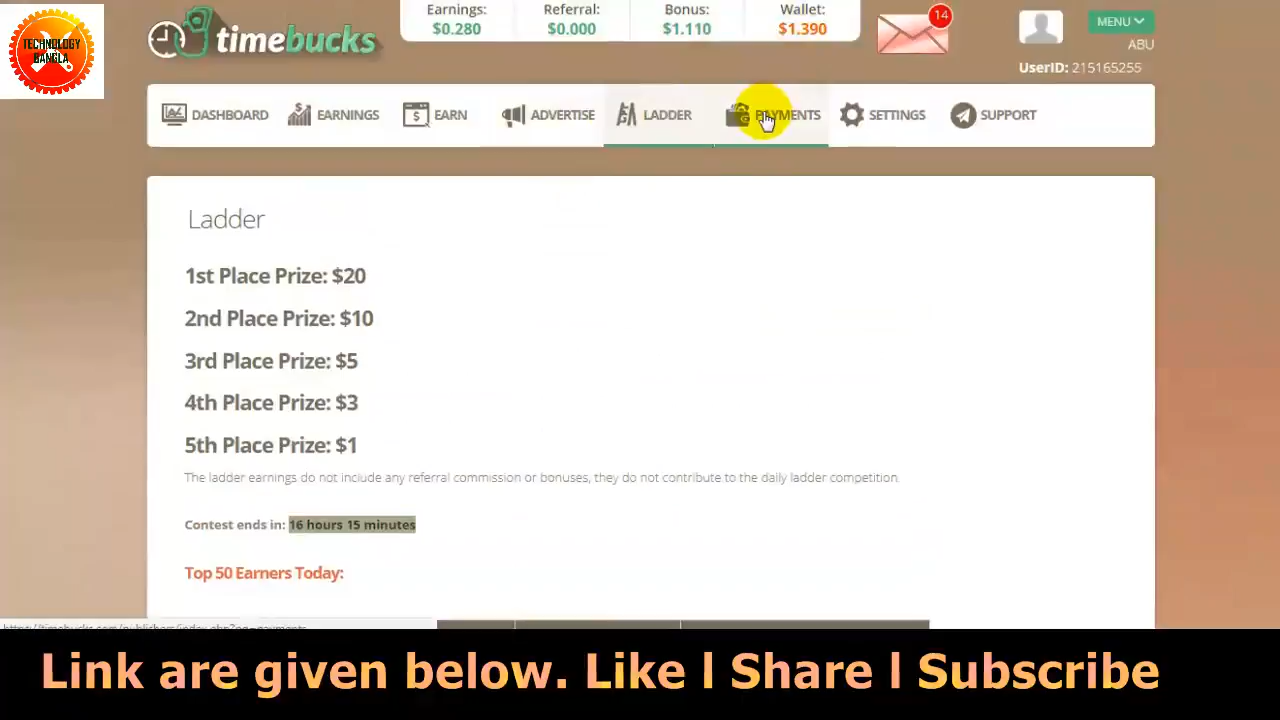 TECHNOLOGY
BANGLA
timebucks
Earnings: Referral: Bonus: Wallet:
$0.280 $0.000 $1.110 $1.390
14
MENU
ABU
UserID: 215165255
DASHBOARD EARNINGS EARN ADVERTISE LADDER PAYMENTS SETTINGS SUPPORT
Ladder
1st Place Prize: $20
2nd Place Prize: $10
3rd Place Prize: $5
4th Place Prize: $3
5th Place Prize: $1
The ladder earnings do not include any referral commission or bonuses, they do not contribute to the daily ladder competition.
Contest ends in: 16 hours 15 minutes
Top 50 Earners Today:
Link are given below. Like l Share l Subscribe